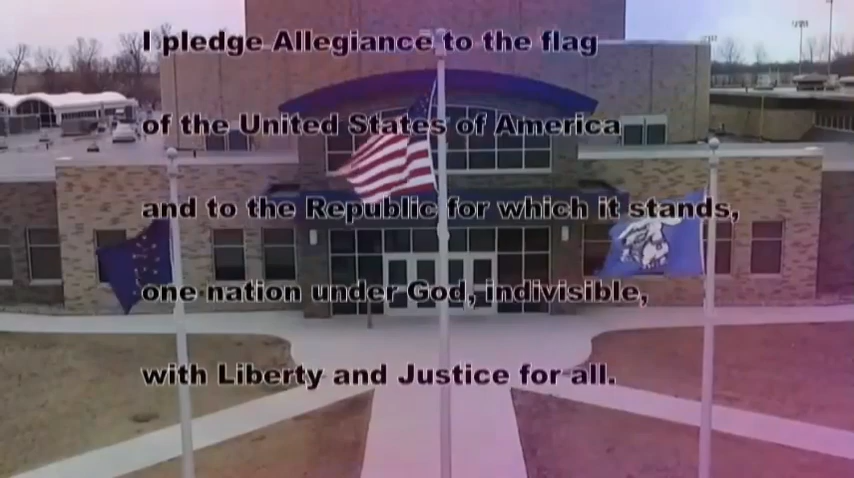 I pledge Allegiance to the flag
of the United States of America
and to the Republic for which it stands,
one nation under God, indivisible,
with Liberty and Justice for all.